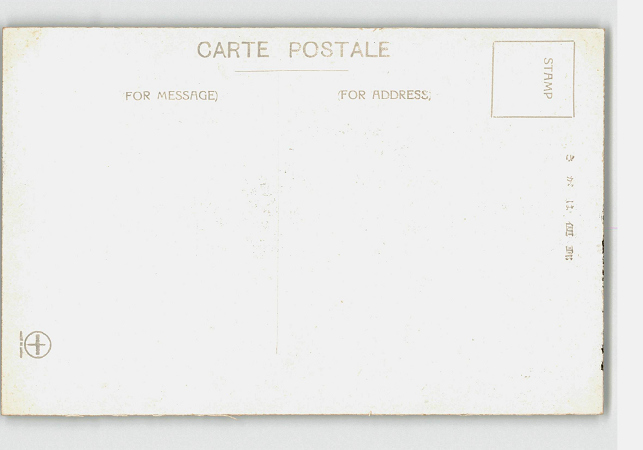 CARTE POSTALE
(FOR MESSAGE)
(FOR ADDRESS)
STAMP